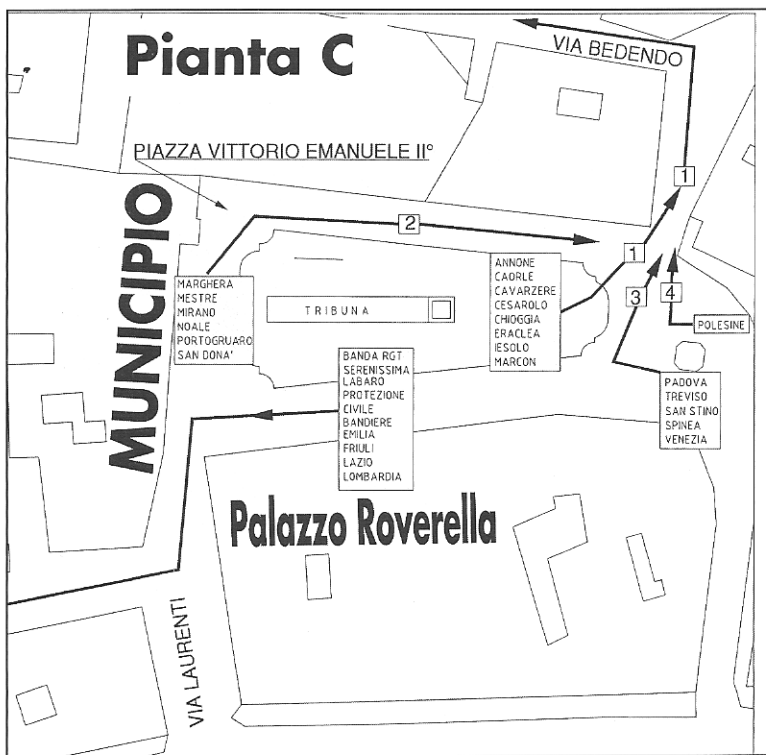 Pianta C
VIA BEDENDO
PIAZZA VITTORIO EMANUELE II°
MUNICIPIO
1
2
1
MARGHERA
MESTRE
MIRANO
NOALE
PORTOGRUARO
SAN DONA'
TRIBUNA
ANNONE
CAORLE
CAVARZERE
CESAROLO
CHIOGGIA
ERACLEA
IESOLO
MARCON
3
4
POLESINE
BANDA RGT
SERENISSIMA
LABARO
PROTEZIONE
CIVILE
BANDIERE
EMILIA
FRIULI
LAZIO
LOMBARDIA
PADOVA
TREVISO
SAN STINO
SPINEA
VENEZIA
Palazzo Roverella
VIA LAURENTI